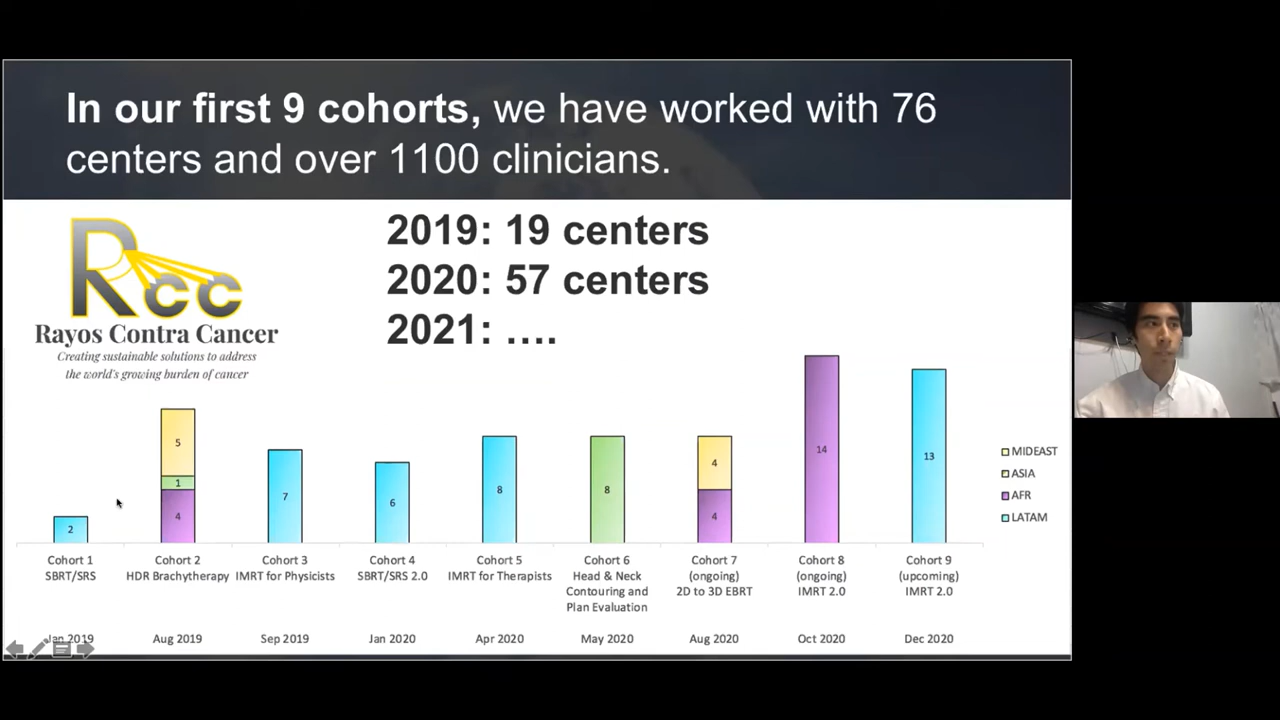 In our first 9 cohorts, we have worked with 76
centers and over 1100 clinicians.
2019: 19 centers
2020: 57 centers
2021: ....
Rcc
Rayos Contra Cancer
Creating sustainable solutions to address
the world's growing burden of cancer
5
1
4
2
7
6
8
8
4
4
14
13
MIDEAST
ASIA
AFR
LATAM
Cohort 1
SBRT/SRS
Jan 2019
Cohort 2
HDR Brachytherapy
Aug 2019
Cohort 3
IMRT for Physicists
Sep 2019
Cohort 4
SBRT/SRS 2.0
Jan 2020
Cohort 5
IMRT for Therapists
Apr 2020
Cohort 6
Head & Neck
Contouring and
Plan Evaluation
May 2020
Cohort 7
(ongoing)
2D to 3D EBRT
Aug 2020
Cohort 8
(ongoing)
IMRT 2.0
Oct 2020
Cohort 9
(upcoming)
IMRT 2.0
Dec 2020